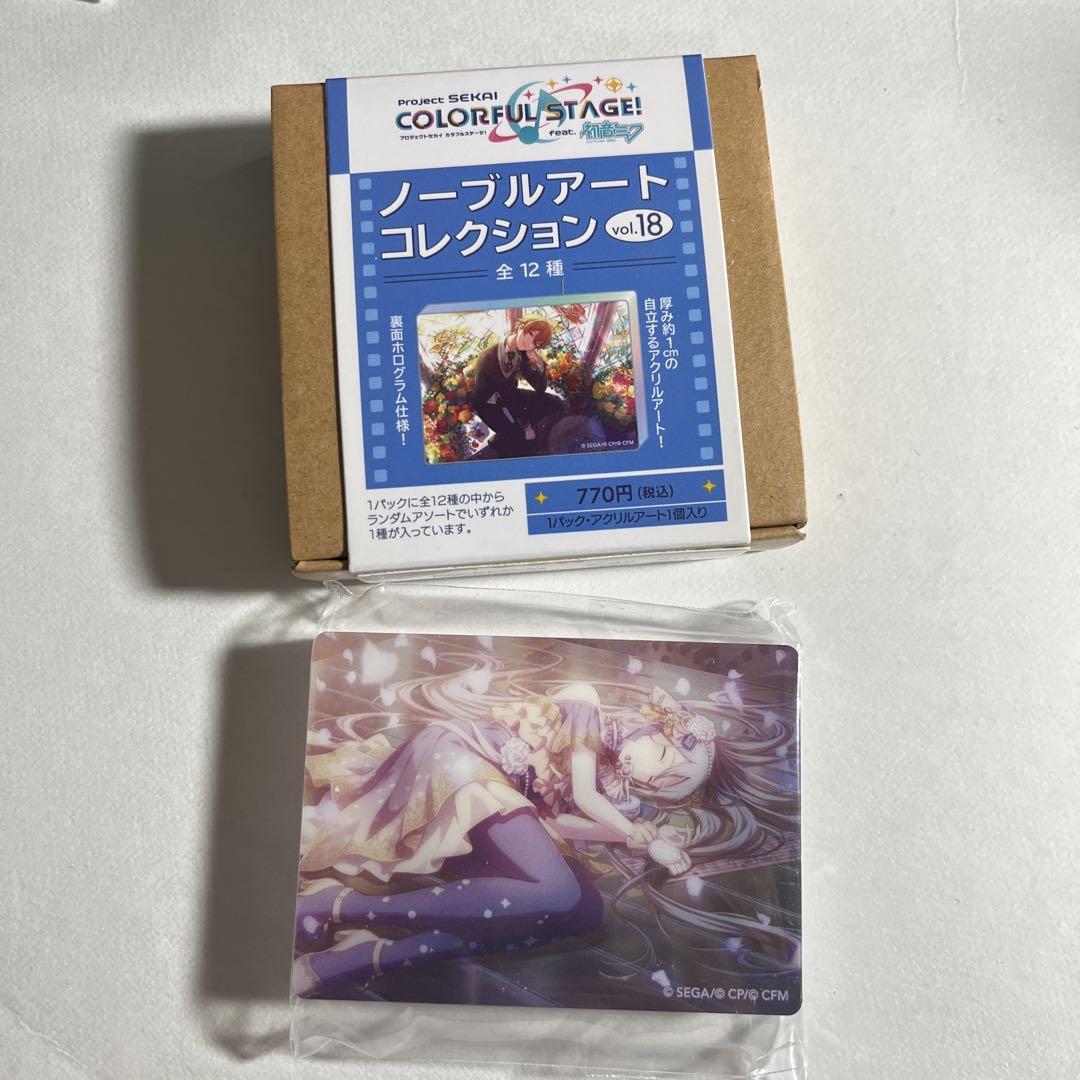 Project SEKAI
COLORFUL STAGE!
プロジェクトセカイ カラフルステージ!
feat. 初音ミク
HATSUNE MIKU
ノーブルアート
コレクション vol.18
全12種
厚み約1cmの
自立するアクリルアート!
裏面ホログラム仕様!
© SEGA/© CP/© CFM
1パックに全12種の中から
ランダムアソートでいずれか
1種が入っています。
770円(税込)
1パック・アクリルアート1個入り
© SEGA/© CP/© CFM